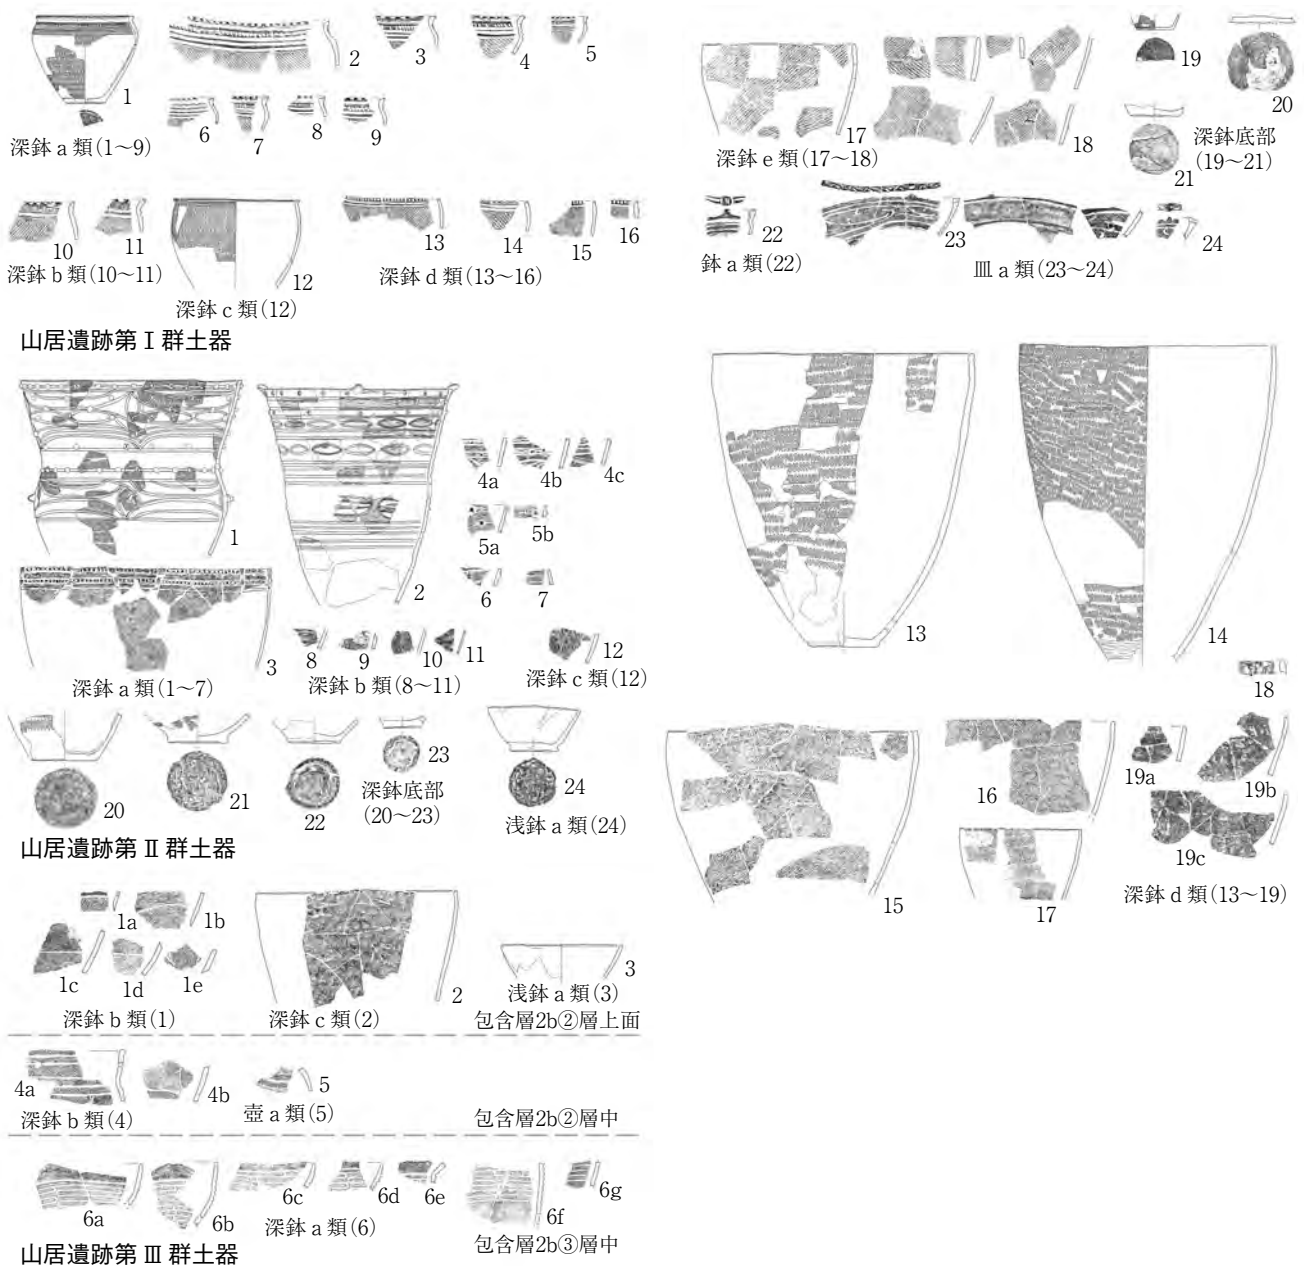 1
2
3
4
5
6
7
8
9
深鉢 a 類(1～9)
10
11
深鉢 b 類(10～11)
12
深鉢 c 類(12)
13
14
15
16
深鉢 d 類(13～16)
17
18
深鉢 e 類(17～18)
19
20
21
深鉢底部
(19～21)
22
鉢 a 類(22)
23
24
皿 a 類(23～24)
山居遺跡第 Ⅰ 群土器
1
2
3
4a
4b
4c
5a
5b
6
7
深鉢 a 類(1～7)
8
9
10
11
深鉢 b 類(8～11)
12
深鉢 c 類(12)
13
14
15
16
17
18
19a
19b
19c
深鉢 d 類(13～19)
20
21
22
23
深鉢底部
(20～23)
24
浅鉢 a 類(24)
山居遺跡第 Ⅱ 群土器
1a
1b
1c
1d
1e
深鉢 b 類(1)
2
深鉢 c 類(2)
3
浅鉢 a 類(3)
包含層2b②層上面
4a
4b
深鉢 b 類(4)
5
壺 a 類(5)
包含層2b②層中
6a
6b
6c
6d
6e
6f
6g
深鉢 a 類(6)
包含層2b③層中
山居遺跡第 Ⅲ 群土器